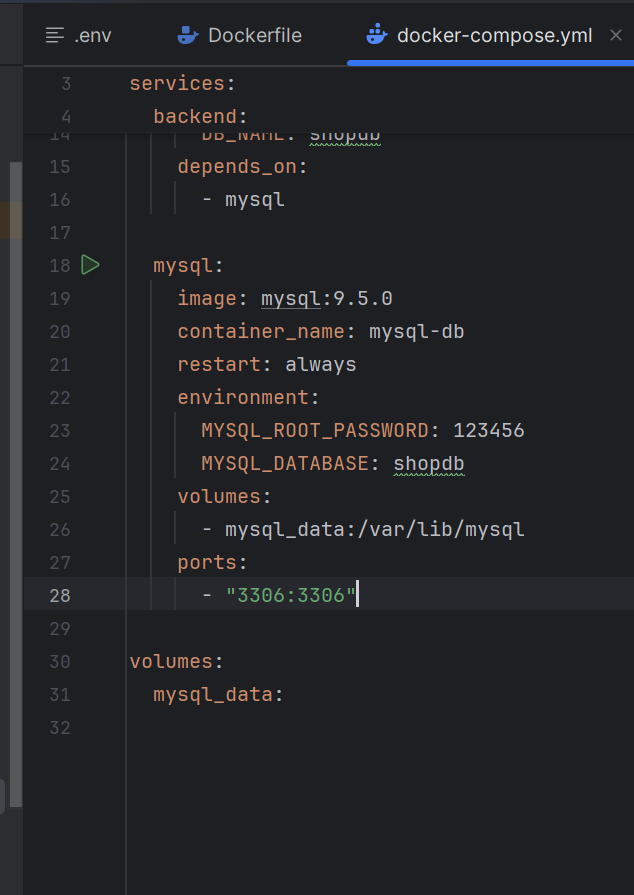 .env Dockerfile docker-compose.yml
3 services:
4 backend:
14 DB_NAME: shopdb
15 depends_on:
16 - mysql
17
18 mysql:
19 image: mysql:9.5.0
20 container_name: mysql-db
21 restart: always
22 environment:
23 MYSQL_ROOT_PASSWORD: 123456
24 MYSQL_DATABASE: shopdb
25 volumes:
26 - mysql_data:/var/lib/mysql
27 ports:
28 - "3306:3306"
29
30 volumes:
31 mysql_data:
32